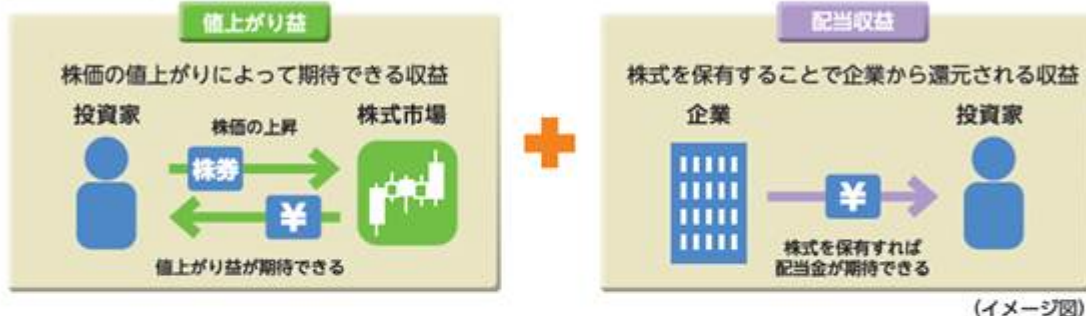 値上がり益
株価の値上がりによって期待できる収益
投資家
株価の上昇
株式市場
株券
¥
値上がり益が期待できる
配当収益
株式を保有することで企業から還元される収益
企業
投資家
¥
株式を保有すれば
配当金が期待できる
(イメージ図)